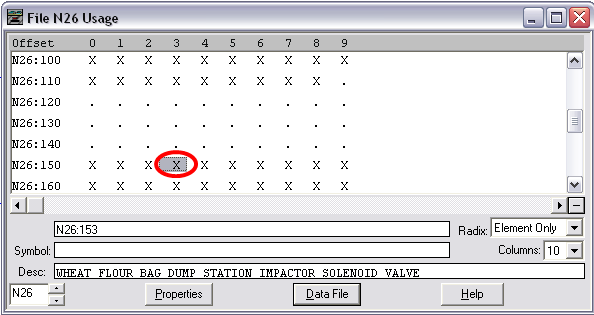 File N26 Usage
Offset 0 1 2 3 4 5 6 7 8 9
N26:100 X X X X X X X X X X
N26:110 X X X X X X X X X .
N26:120 . . . . . . . . . .
N26:130 . . . . . . . . . .
N26:140 . . . . . . . . . .
N26:150 X X X X X X X X X X
N26:160 X X X X X X X X X X
N26:153 Radix: Element Only
Symbol: Columns: 10
Desc: WHEAT FLOUR BAG DUMP STATION IMPACTOR SOLENOID VALVE
N26 Properties Data File Help